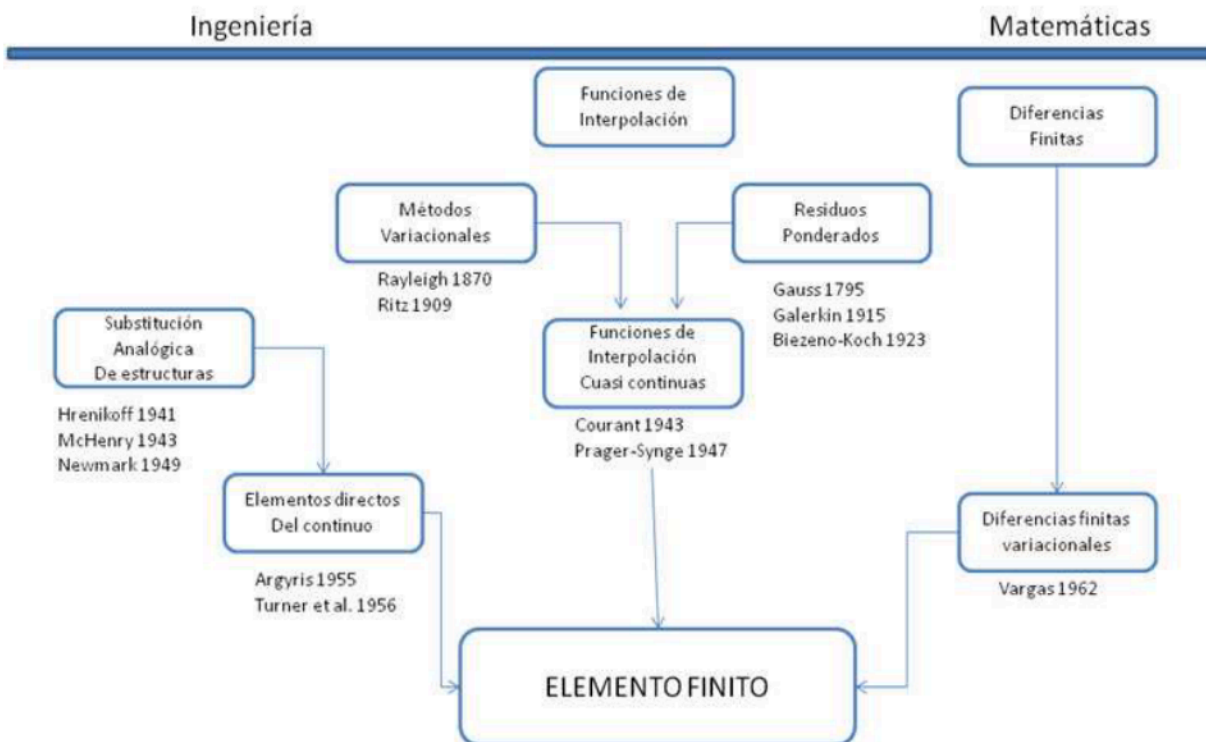 Ingeniería
Matemáticas
Funciones de
Interpolación
Diferencias
Finitas
Métodos
Variacionales
Rayleigh 1870
Ritz 1909
Residuos
Ponderados
Gauss 1795
Galerkin 1915
Biezeno-Koch 1923
Substitución
Analógica
De estructuras
Hrenikoff 1941
McHenry 1943
Newmark 1949
Funciones de
Interpolación
Cuasi continuas
Courant 1943
Prager-Synge 1947
Elementos directos
Del continuo
Argyris 1955
Turner et al. 1956
Diferencias finitas
variacionales
Vargas 1962
ELEMENTO FINITO